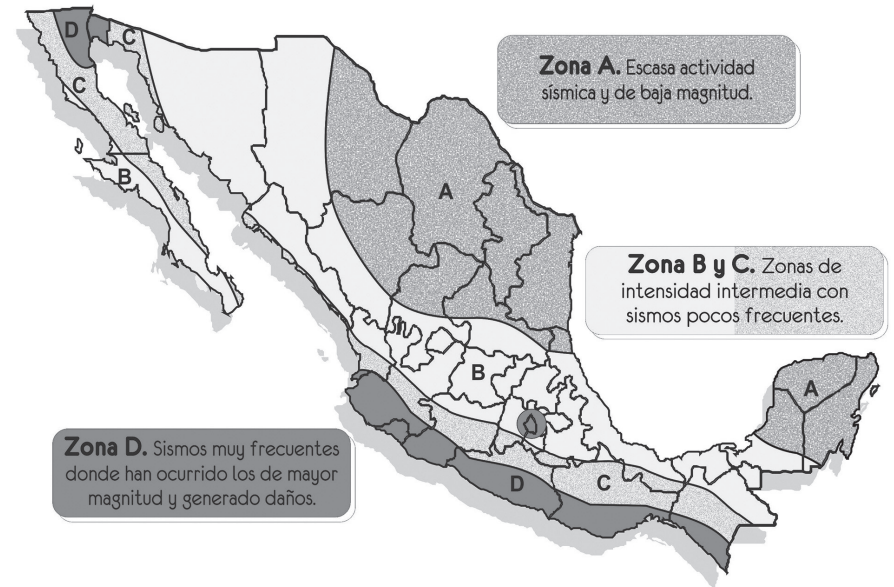 D
C
C
B
Zona A. Escasa actividad
sísmica y de baja magnitud.
A
Zona B y C. Zonas de
intensidad intermedia con
sismos pocos frecuentes.
B
A
Zona D. Sismos muy frecuentes
donde han ocurrido los de mayor
magnitud y generado daños.
D
C